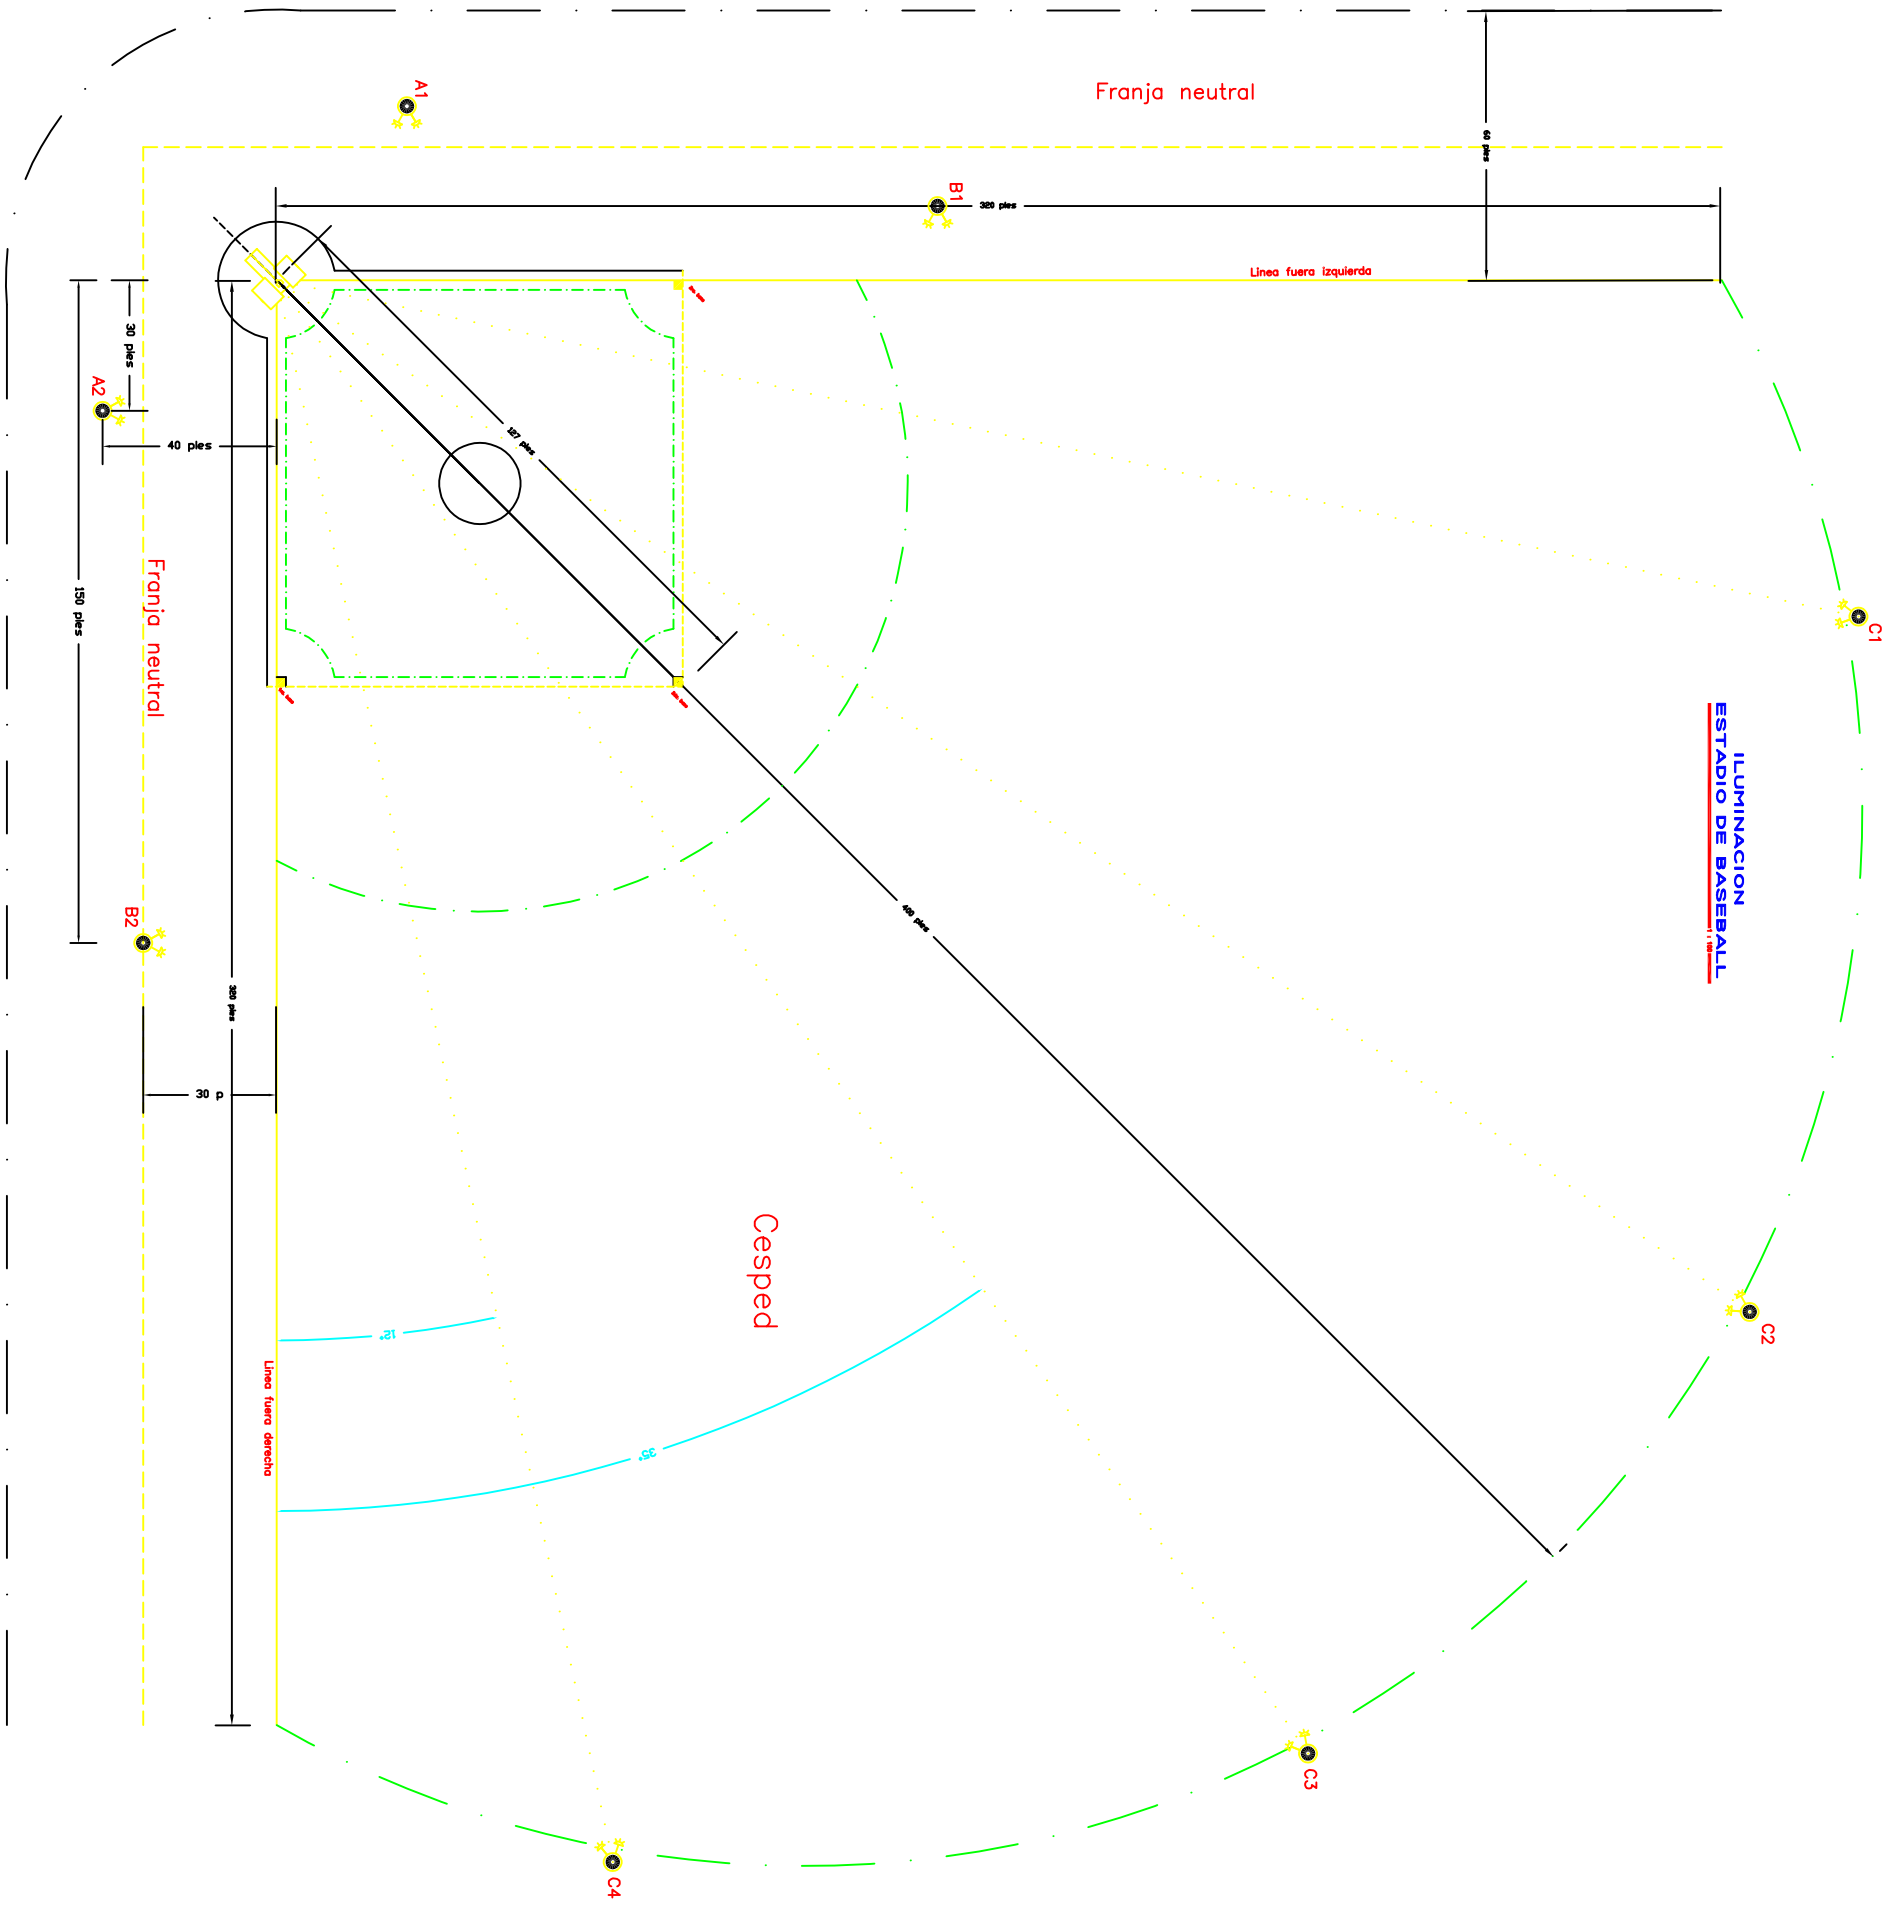 A1
Franja neutral
60 pies
B1
320 pies
Linea fuera izquierda
30 pies
A2
40 pies
127 pies
C1
150 pies
Franja neutral
ILUMINACION
ESTADIO DE BASEBALL
400 pies
B2
320 pies
30 p
Cesped
12°
35°
Linea fuera derecha
C2
C3
C4